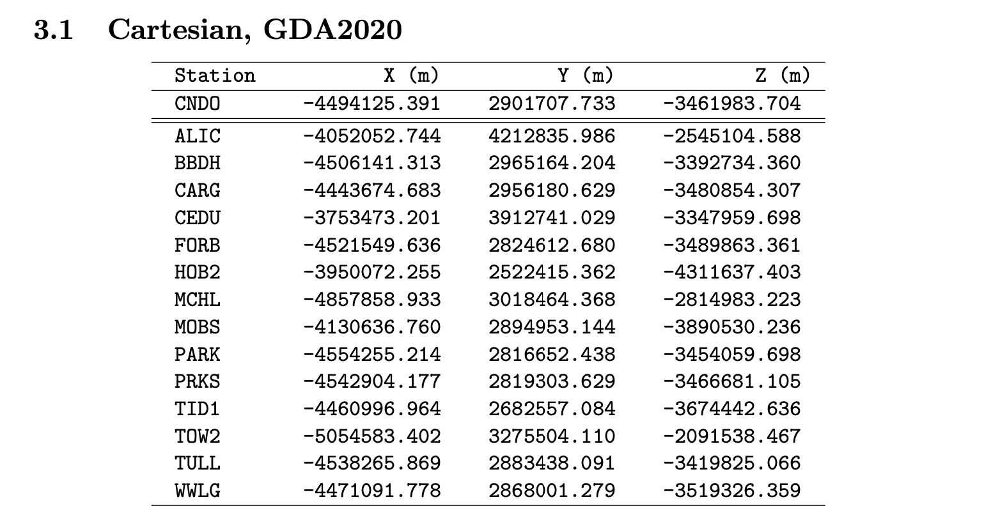 3.1 Cartesian, GDA2020
Station X (m) Y (m) Z (m)
CNDO -4494125.391 2901707.733 -3461983.704
ALIC -4052052.744 4212835.986 -2545104.588
BBDH -4506141.313 2965164.204 -3392734.360
CARG -4443674.683 2956180.629 -3480854.307
CEDU -3753473.201 3912741.029 -3347959.698
FORB -4521549.636 2824612.680 -3489863.361
HOB2 -3950072.255 2522415.362 -4311637.403
MCHL -4857858.933 3018464.368 -2814983.223
MOBS -4130636.760 2894953.144 -3890530.236
PARK -4554255.214 2816652.438 -3454059.698
PRKS -4542904.177 2819303.629 -3466681.105
TID1 -4460996.964 2682557.084 -3674442.636
TOW2 -5054583.402 3275504.110 -2091538.467
TULL -4538265.869 2883438.091 -3419825.066
WWLG -4471091.778 2868001.279 -3519326.359